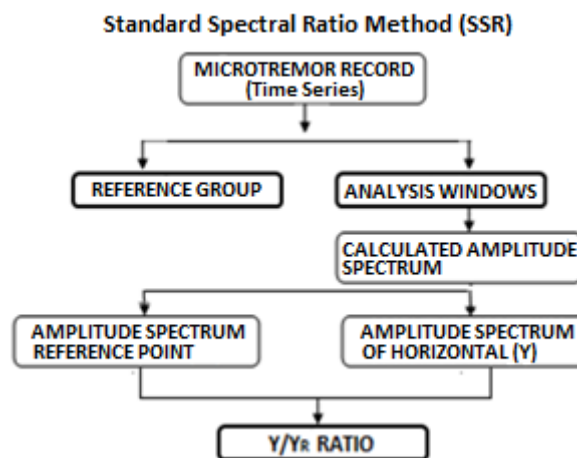 Standard Spectral Ratio Method (SSR)
MICROTREMOR RECORD
(Time Series)
REFERENCE GROUP
ANALYSIS WINDOWS
CALCULATED AMPLITUDE
SPECTRUM
AMPLITUDE SPECTRUM
REFERENCE POINT
AMPLITUDE SPECTRUM
OF HORIZONTAL (Y)
Y/YR RATIO